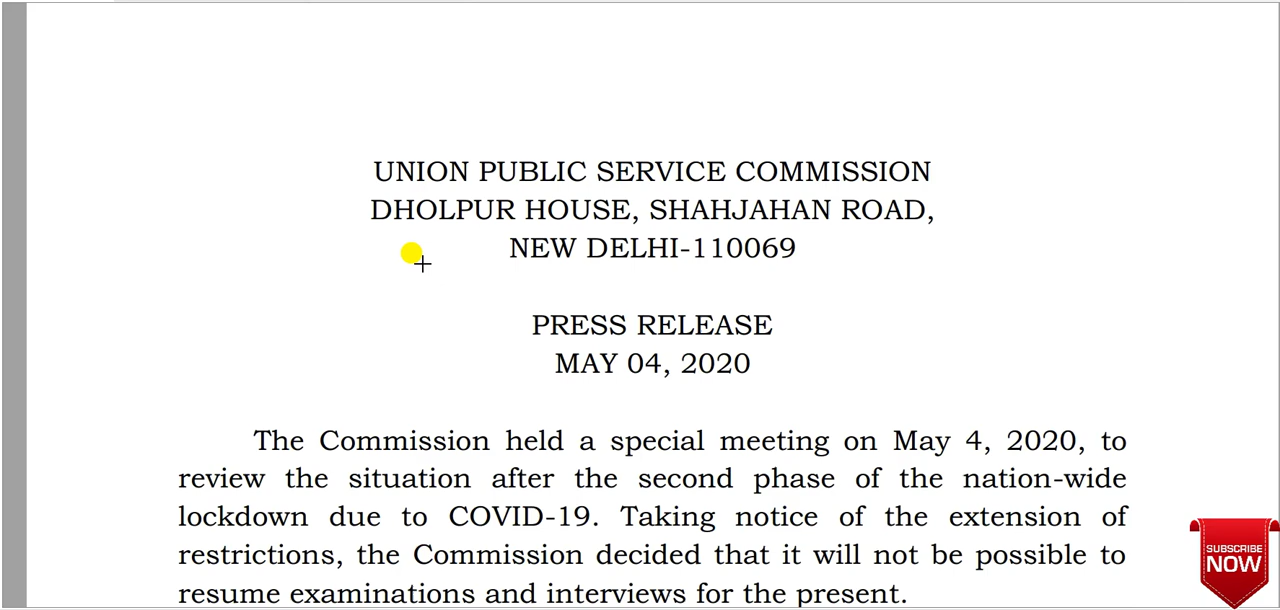 UNION PUBLIC SERVICE COMMISSION
DHOLPUR HOUSE, SHAHJAHAN ROAD,
NEW DELHI-110069
PRESS RELEASE
MAY 04, 2020
The Commission held a special meeting on May 4, 2020, to
review the situation after the second phase of the nation-wide
lockdown due to COVID-19. Taking notice of the extension of
restrictions, the Commission decided that it will not be possible to
resume examinations and interviews for the present.
SUBSCRIBE
NOW